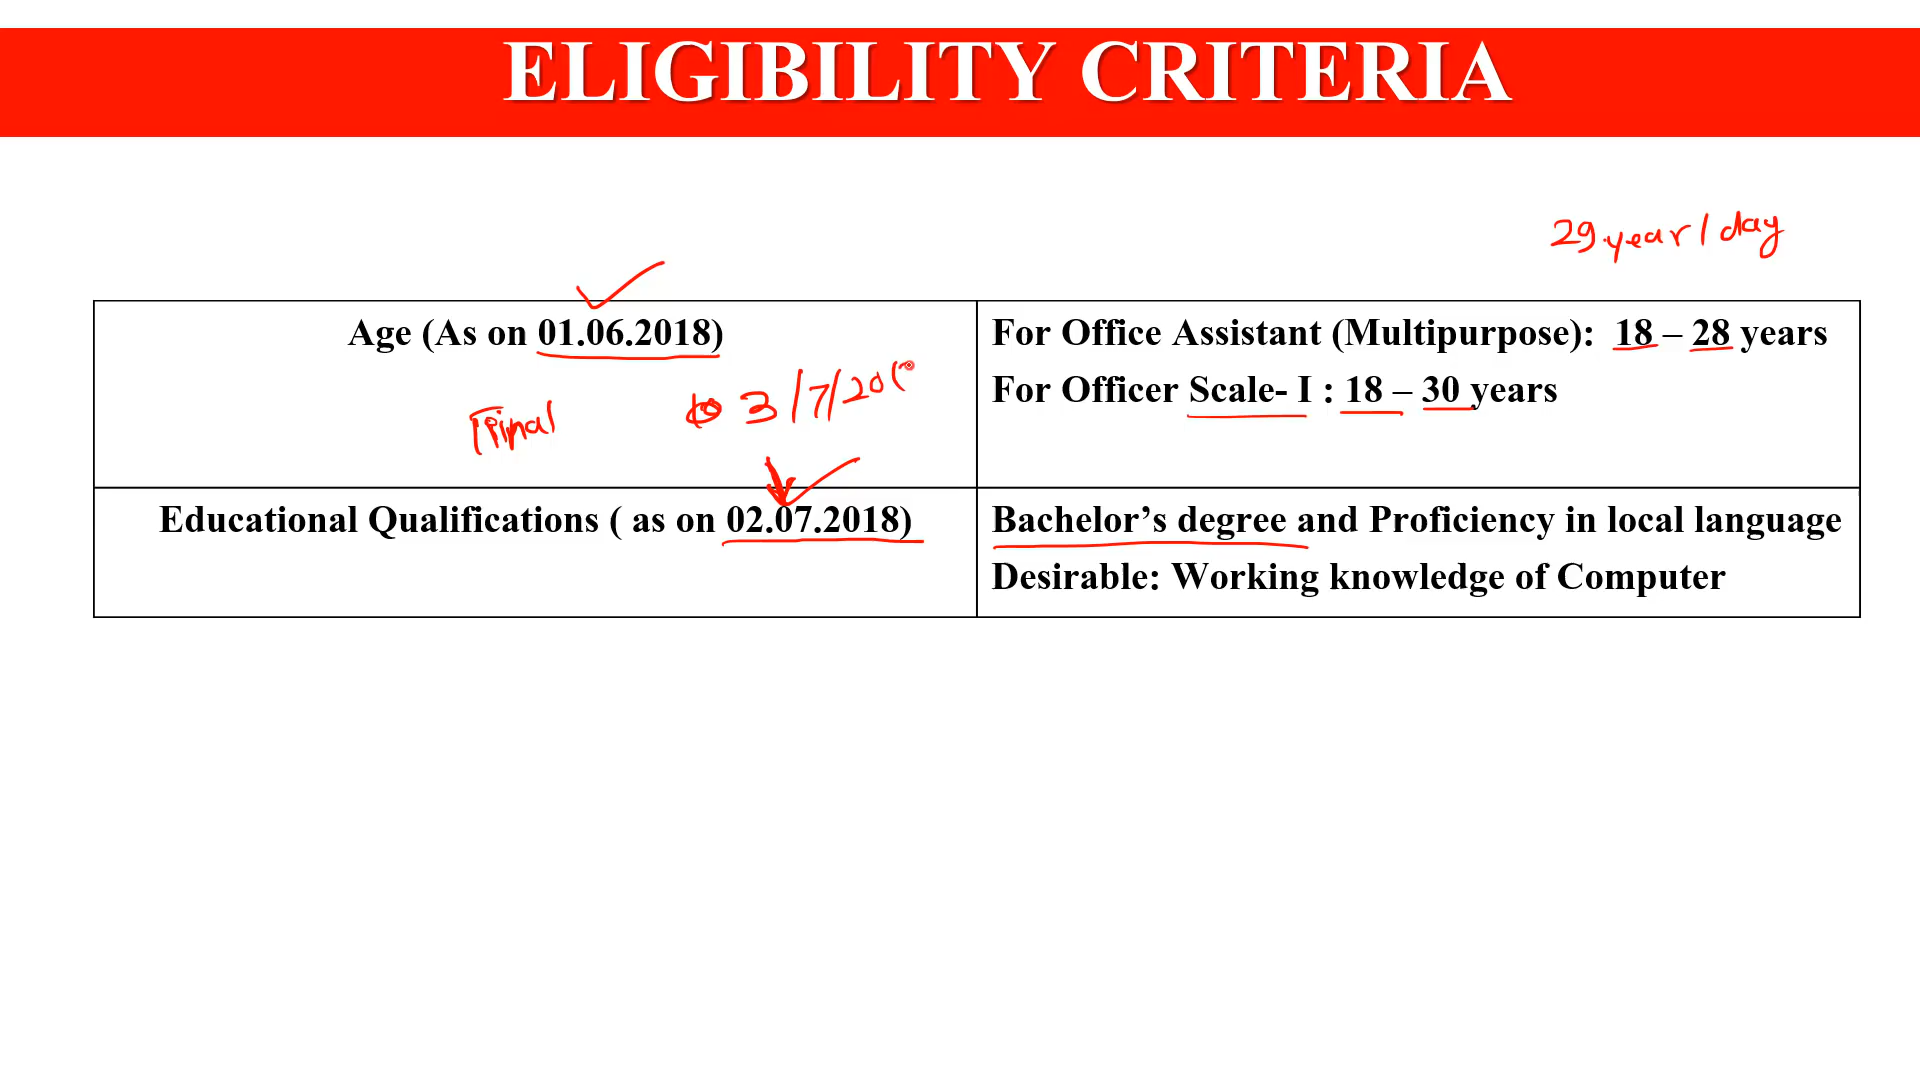 ELIGIBILITY CRITERIA
29 year / day
Age (As on 01.06.2018)
For Office Assistant (Multipurpose): 18 – 28 years
For Officer Scale- I : 18 – 30 years
3/7/20
Final
Educational Qualifications ( as on 02.07.2018)
Bachelor’s degree and Proficiency in local language
Desirable: Working knowledge of Computer